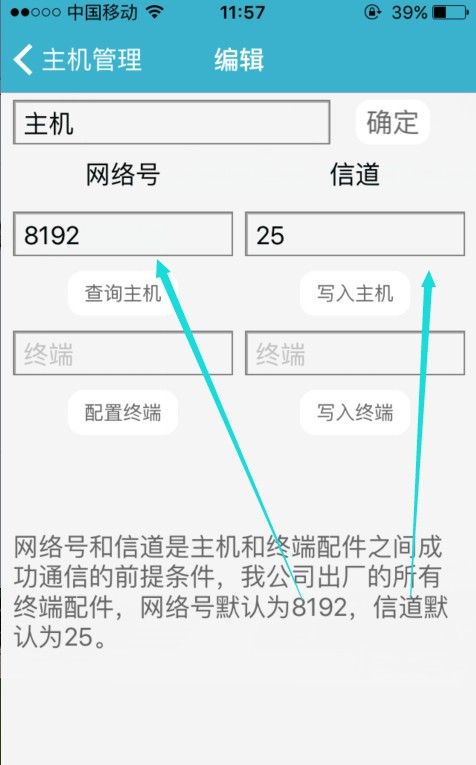 中国移动 11:57 39%
主机管理 编辑
主机 确定
网络号 信道
8192 25
查询主机 写入主机
终端 终端
配置终端 写入终端
网络号和信道是主机和终端配件之间成
功通信的前提条件，我公司出厂的所有
终端配件，网络号默认为8192，信道默
认为25。